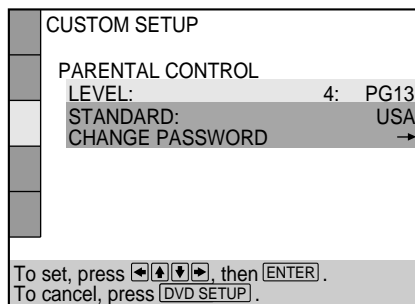 CUSTOM SETUP
PARENTAL CONTROL
LEVEL: 4: PG13
STANDARD: USA
CHANGE PASSWORD →
To set, press ←↑↓→, then ENTER.
To cancel, press DVD SETUP.